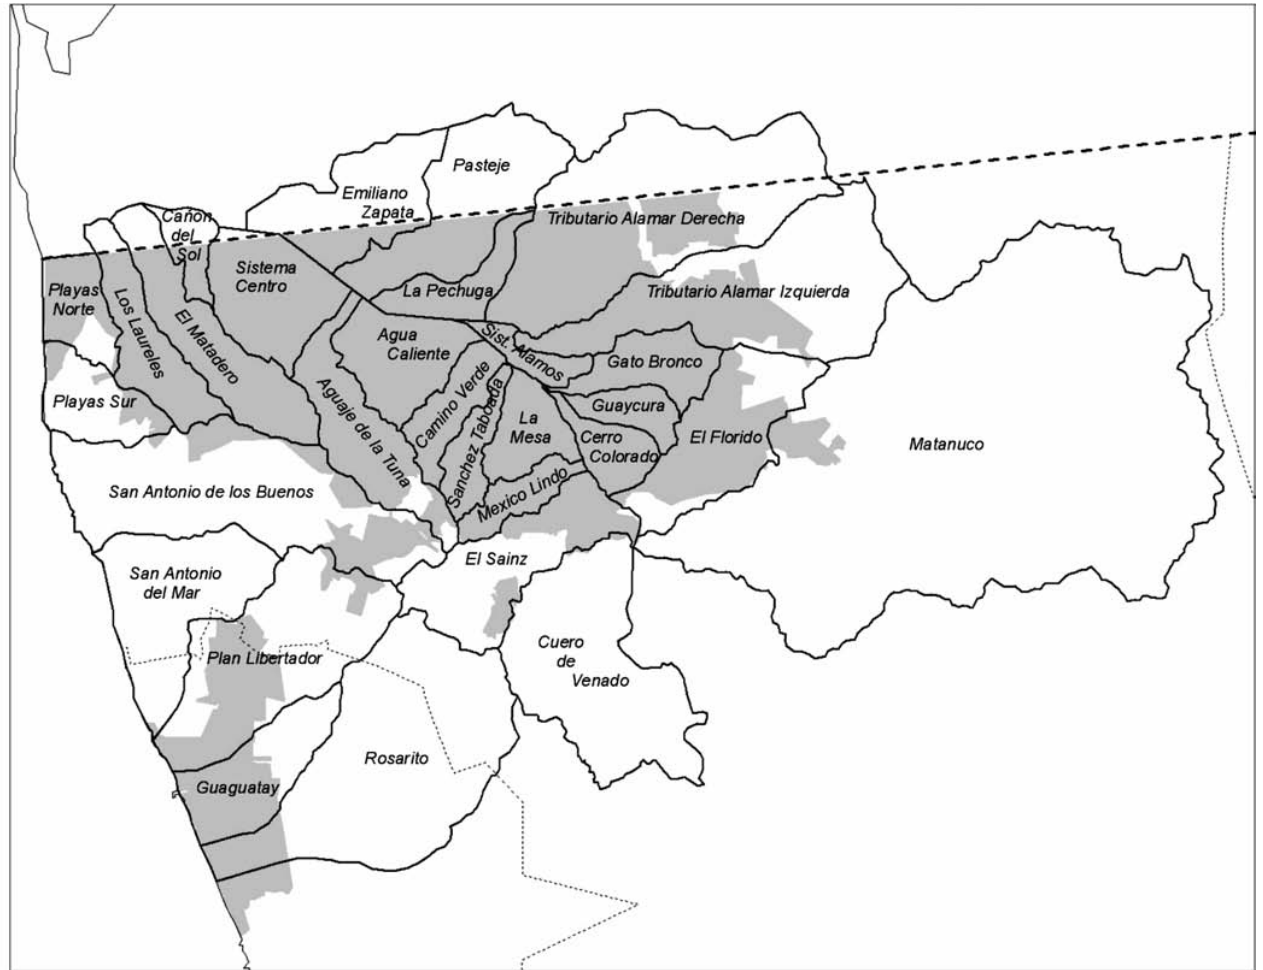 Pasteje
Emiliano
Zapata
Cañon
del
Sol
Tributario Alamar Derecha
Sistema
Centro
Playas
Norte
La Pechuga
Tributario Alamar Izquierda
Los Laureles
El Matadero
Agua
Caliente
Sist. Alamos
Gato Bronco
Playas Sur
Aguaje de la Tuna
Camino Verde
Sanchez Taboada
La
Mesa
Guaycura
Cerro
Colorado
El Florido
Matanuco
San Antonio de los Buenos
Mexico Lindo
El Sainz
San Antonio
del Mar
Plan Libertador
Cuero
de
Venado
Rosarito
Guaguatay